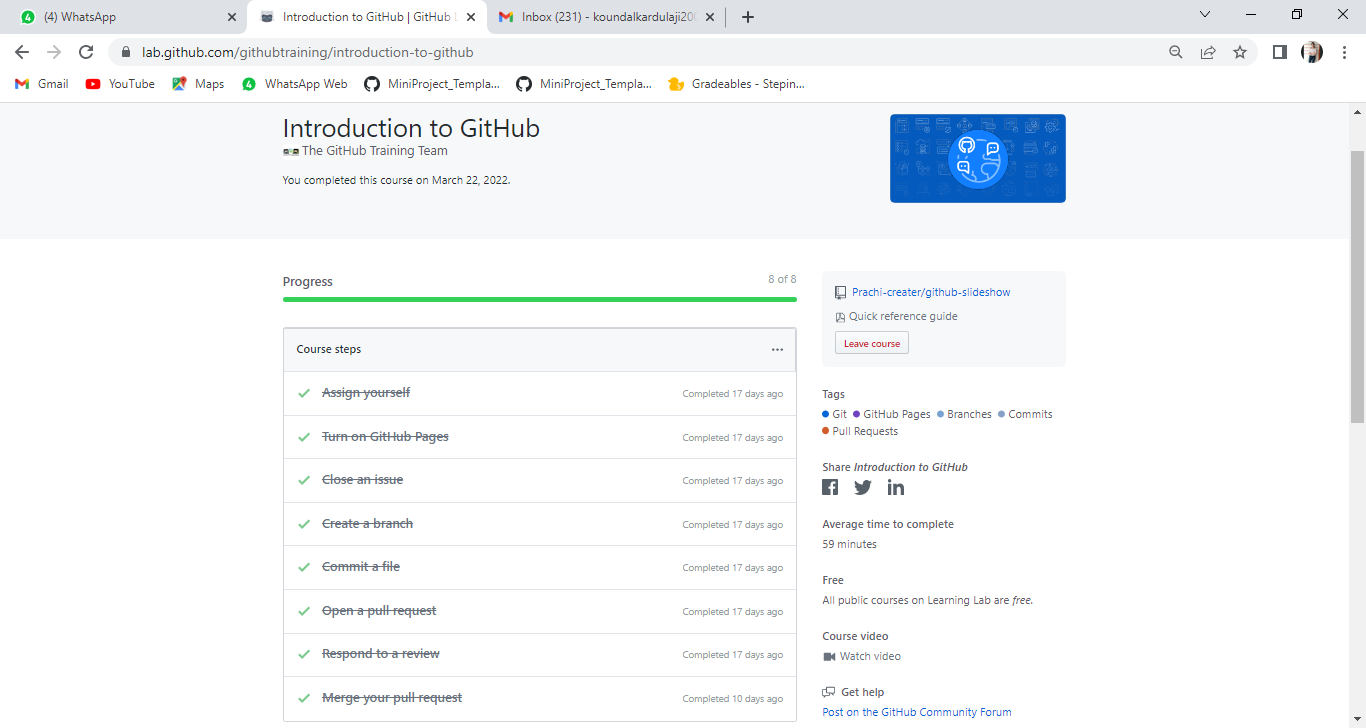 (4) WhatsApp
Introduction to GitHub | GitHub L
Inbox (231) - koundalkardulaji20
lab.github.com/githubtraining/introduction-to-github
Gmail
YouTube
Maps
WhatsApp Web
MiniProject_Templa...
MiniProject_Templa...
Gradeables - Stepin...
Introduction to GitHub
The GitHub Training Team
You completed this course on March 22, 2022.
Progress
8 of 8
Course steps
Assign yourself
Completed 17 days ago
Turn on GitHub Pages
Completed 17 days ago
Close an issue
Completed 17 days ago
Create a branch
Completed 17 days ago
Commit a file
Completed 17 days ago
Open a pull request
Completed 17 days ago
Respond to a review
Completed 17 days ago
Merge your pull request
Completed 10 days ago
Prachi-creater/github-slideshow
Quick reference guide
Leave course
Tags
Git GitHub Pages Branches Commits
Pull Requests
Share Introduction to GitHub
Average time to complete
59 minutes
Free
All public courses on Learning Lab are free.
Course video
Watch video
Get help
Post on the GitHub Community Forum